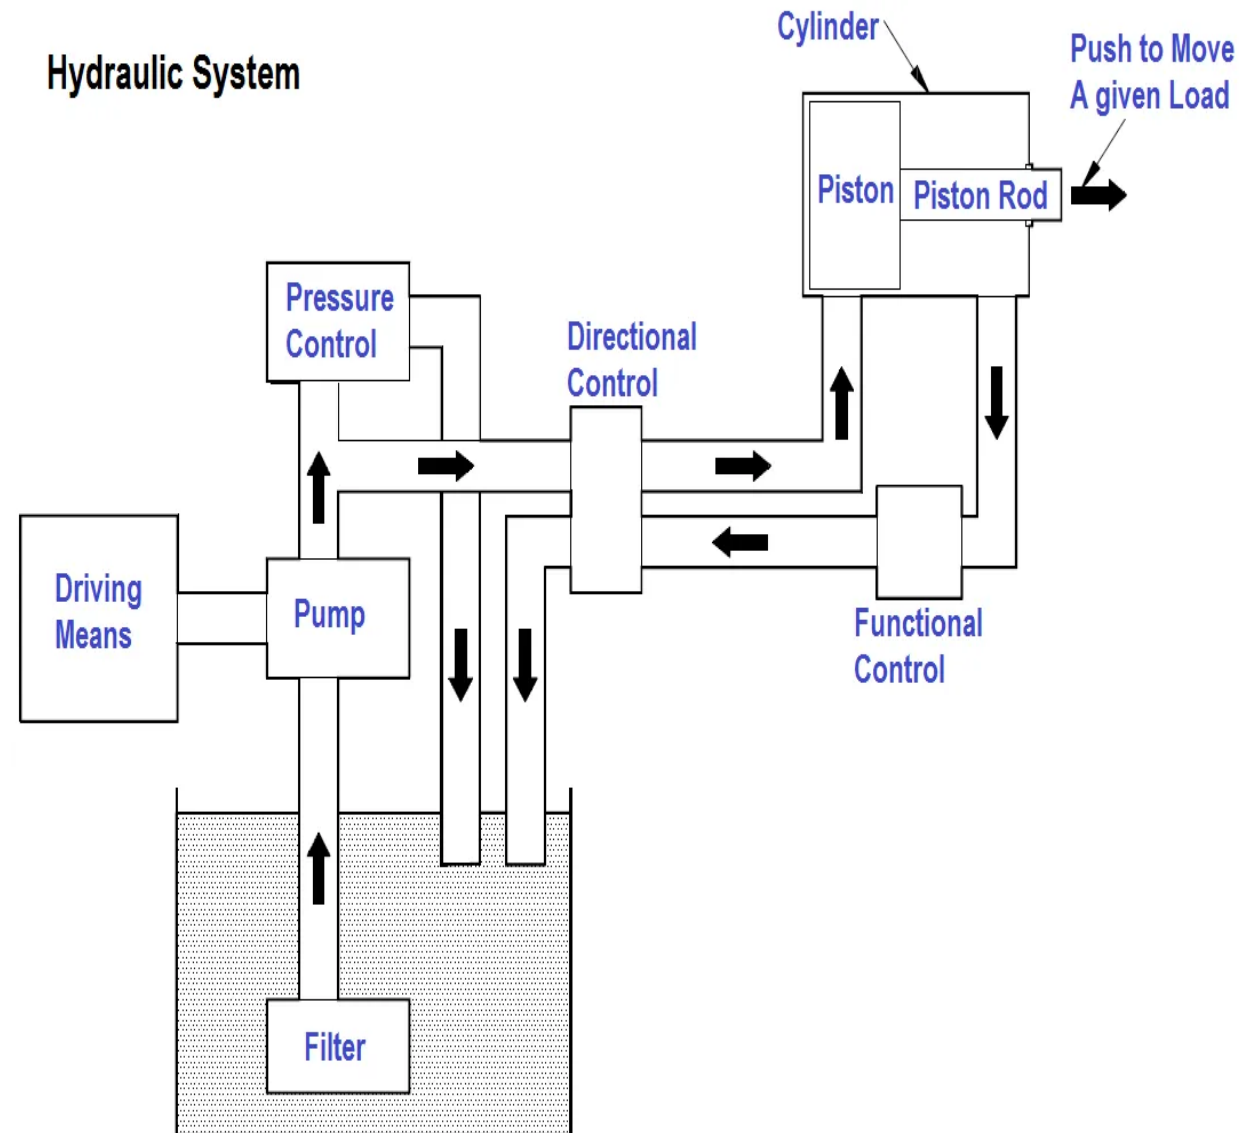 Hydraulic System
Cylinder
Push to Move
A given Load
Piston
Piston Rod
Pressure
Control
Directional
Control
Driving
Means
Pump
Functional
Control
Filter